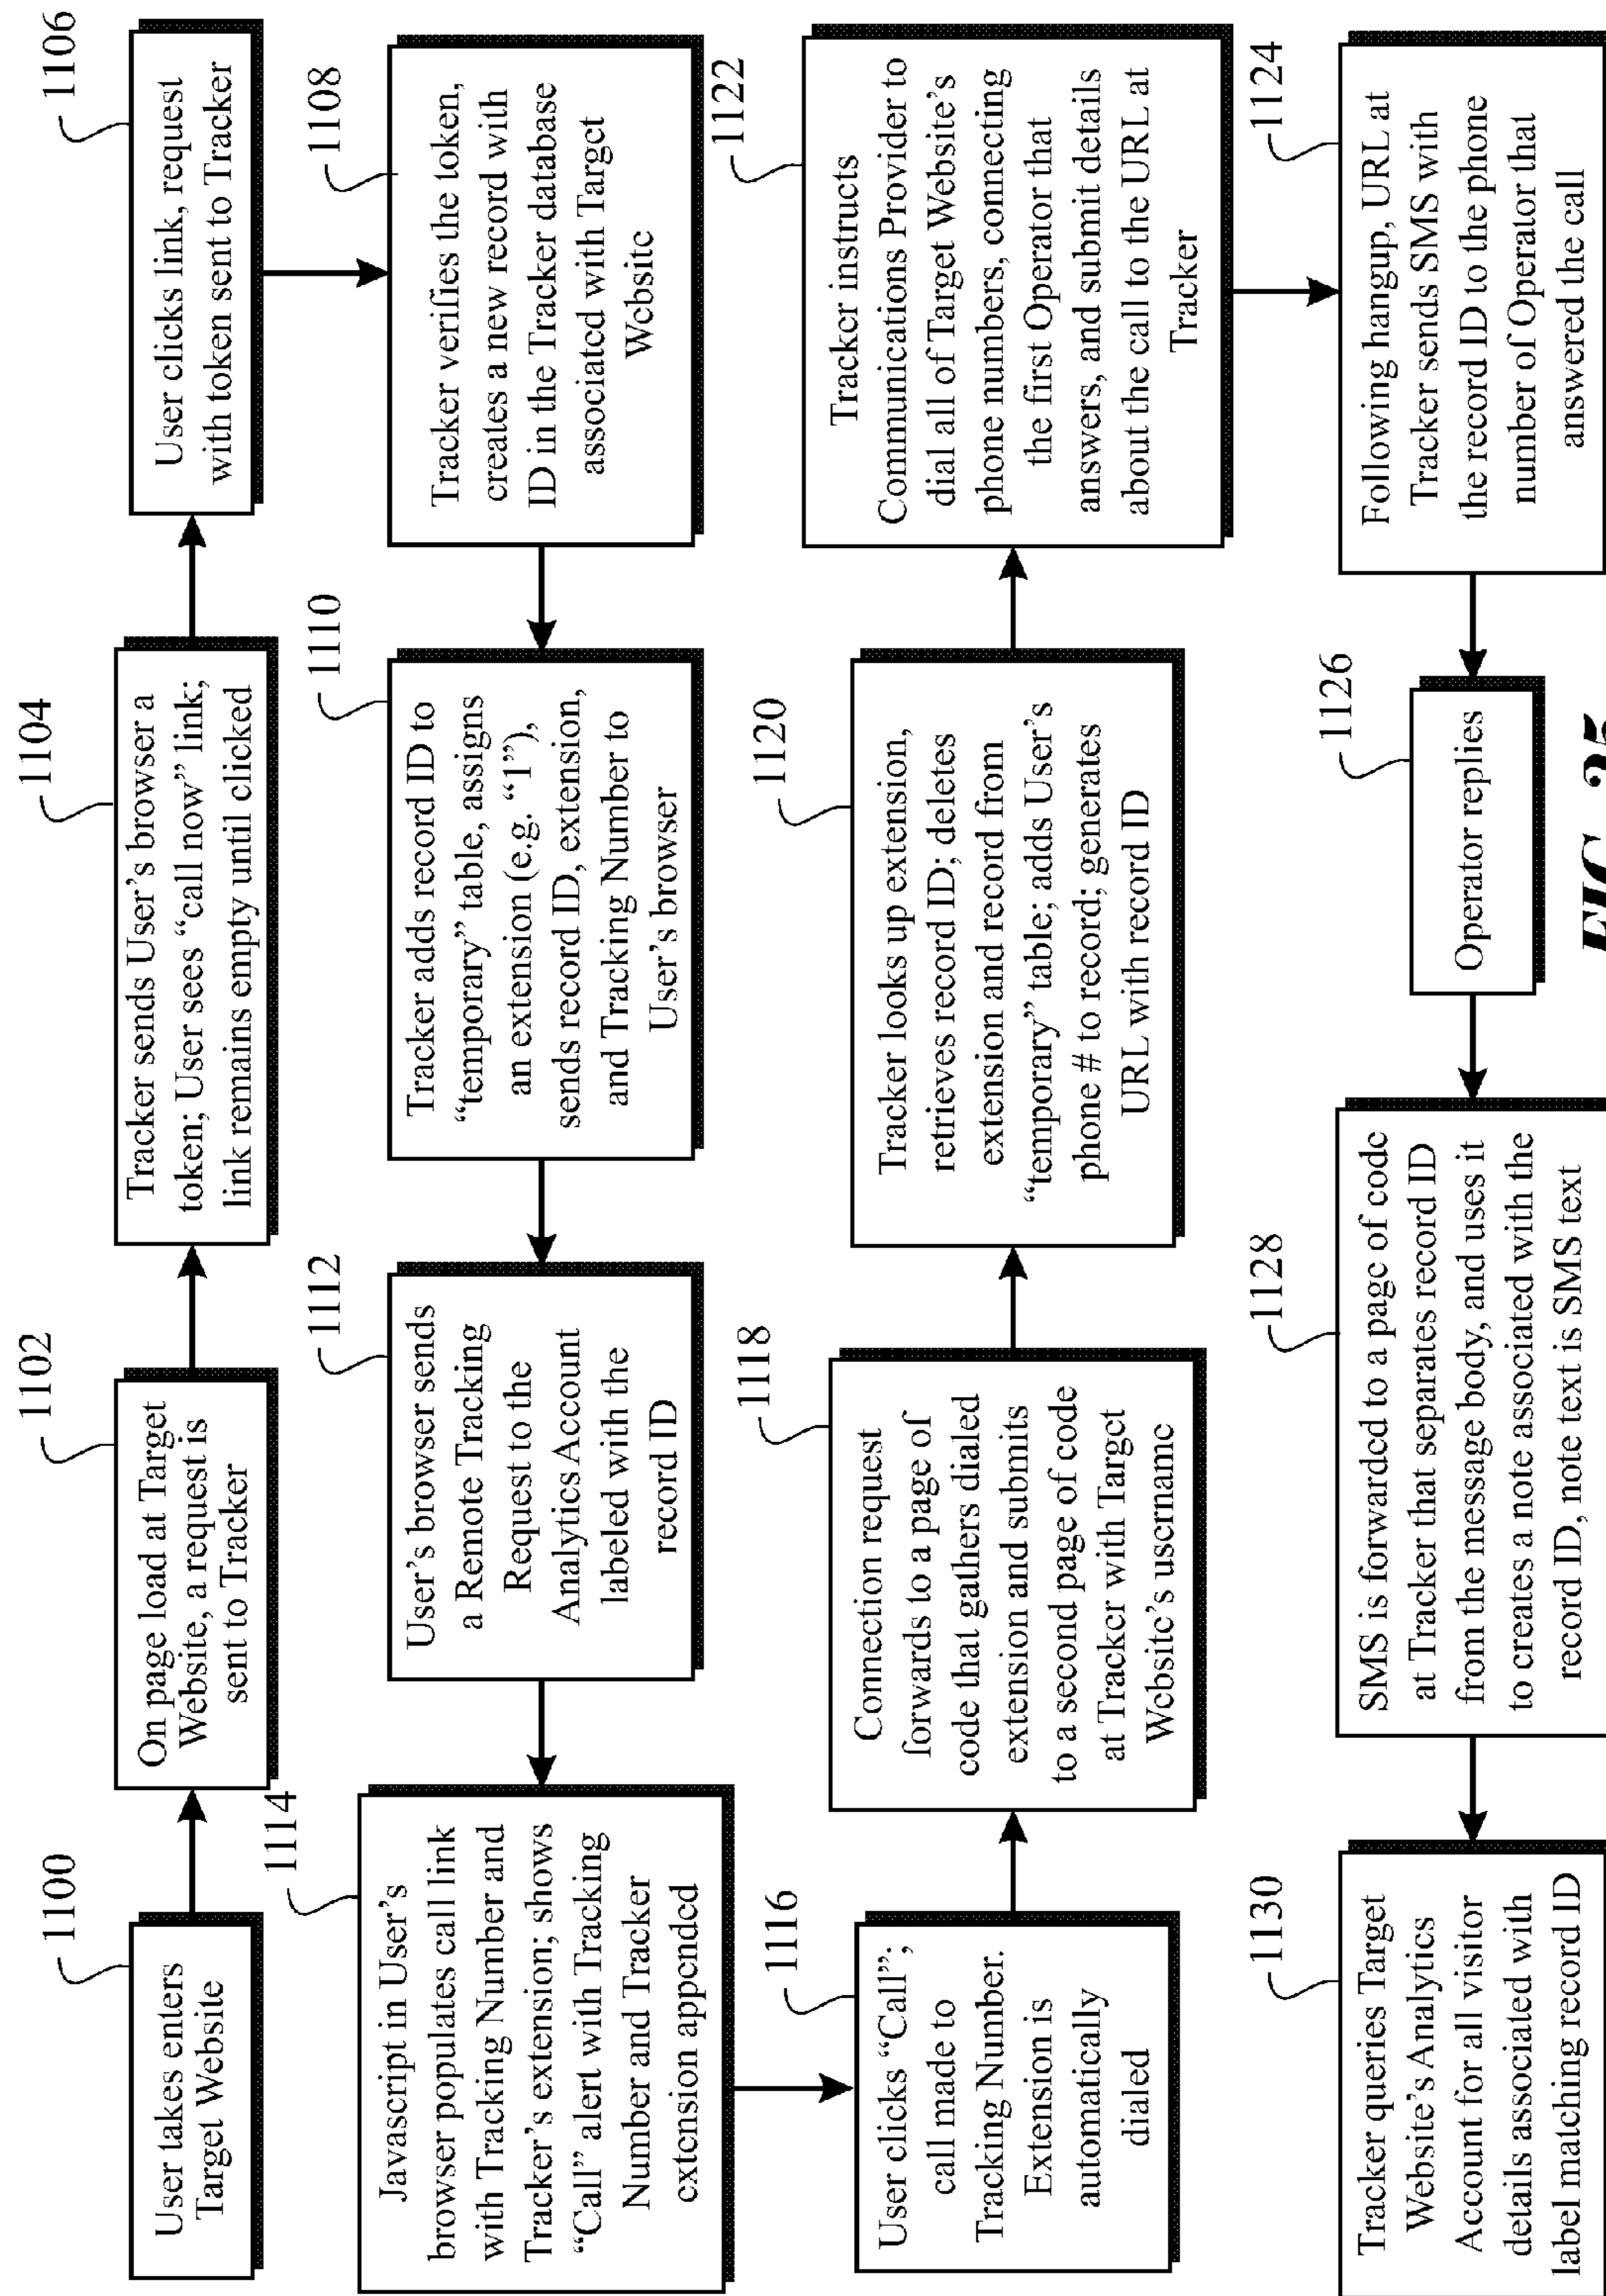 1100
User takes enters
Target Website
1102
On page load at Target
Website, a request is
sent to Tracker
1104
Tracker sends User's browser a
token; User sees “call now” link;
link remains empty until clicked
1106
User clicks link, request
with token sent to Tracker
1108
Tracker verifies the token,
creates a new record with
ID in the Tracker database
associated with Target
Website
1110
Tracker adds record ID to
“temporary” table, assigns
an extension (e.g. “1”),
sends record ID, extension,
and Tracking Number to
User's browser
1112
User's browser sends
a Remote Tracking
Request to the
Analytics Account
labeled with the
record ID
1114
Javascript in User's
browser populates call link
with Tracking Number and
Tracker's extension; shows
“Call” alert with Tracking
Number and Tracker
extension appended
1116
User clicks “Call”;
call made to
Tracking Number.
Extension is
automatically
dialed
1118
Connection request
forwards to a page of
code that gathers dialed
extension and submits
to a second page of code
at Tracker with Target
Website's username
1120
Tracker looks up extension,
retrieves record ID; deletes
extension and record from
“temporary” table; adds User's
phone # to record; generates
URL with record ID
1122
Tracker instructs
Communications Provider to
dial all of Target Website's
phone numbers, connecting
the first Operator that
answers, and submit details
about the call to the URL at
Tracker
1124
Following hangup, URL at
Tracker sends SMS with
the record ID to the phone
number of Operator that
answered the call
1126
Operator replies
1128
SMS is forwarded to a page of code
at Tracker that separates record ID
from the message body, and uses it
to creates a note associated with the
record ID, note text is SMS text
1130
Tracker queries Target
Website's Analytics
Account for all visitor
details associated with
label matching record ID
FIG. 25